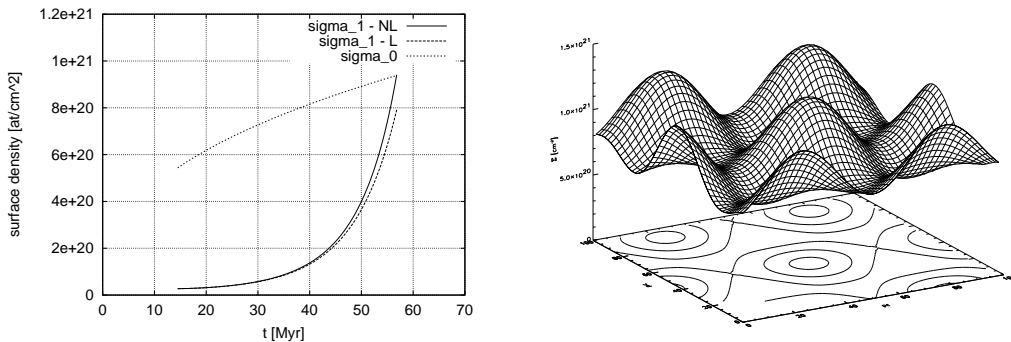 1.2e+21
1e+21
8e+20
6e+20
4e+20
2e+20
0
surface density [at/cm^2]
sigma_1 - NL
sigma_1 - L
sigma_0
0 10 20 30 40 50 60 70
t [Myr]
1.5×10²¹
1.0×10²¹
5.0×10²⁰
0